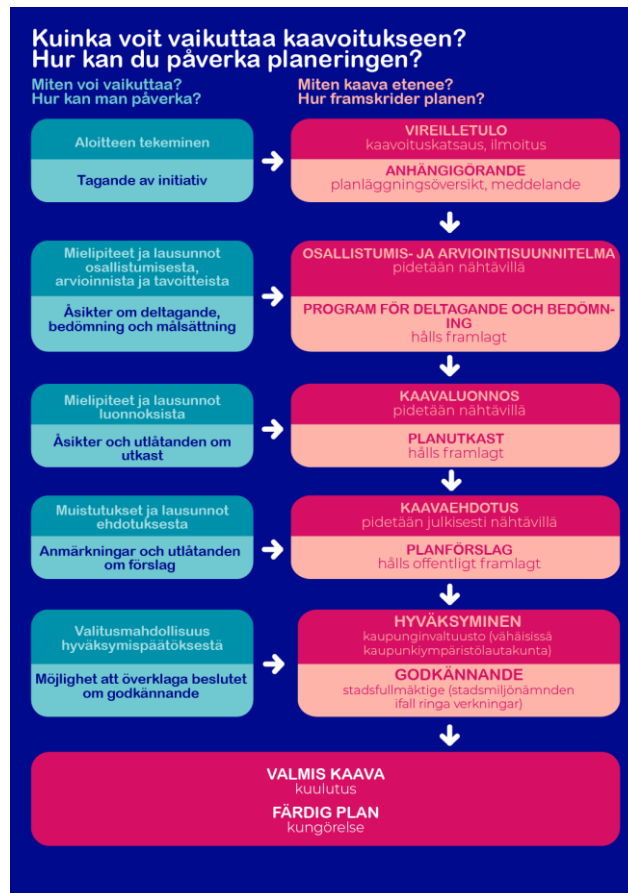 Kuinka voit vaikuttaa kaavoitukseen?
Hur kan du påverka planeringen?
Miten voi vaikuttaa?
Hur kan man påverka?
Miten kaava etenee?
Hur framskrider planen?
Aloitteen tekeminen
Tagande av initiativ
VIREILLETULO
kaavoituskatsaus, ilmoitus
ANHÄNGIGÖRANDE
planläggningsöversikt, meddelande
Mielipiteet ja lausunnot
osallistumisesta,
arvioinnista ja tavoitteista
Åsikter om deltagande,
bedömning och målsättning
OSALLISTUMIS- JA ARVIOINTISUUNNITELMA
pidetään nähtävillä
PROGRAM FÖR DELTAGANDE OCH BEDÖMN-
ING
hålls framlagt
Mielipiteet ja lausunnot
luonnoksista
Åsikter och utlåtanden om
utkast
KAAVALUONNOS
pidetään nähtävillä
PLANUTKAST
hålls framlagt
Muistutukset ja lausunnot
ehdotuksesta
Anmärkningar och utlåtanden
om förslag
KAAVAEHDOTUS
pidetään julkisesti nähtävillä
PLANFÖRSLAG
hålls offentligt framlagt
Valitusmahdollisuus
hyväksymispäätöksestä
Möjlighet att överklaga beslutet
om godkännande
HYVÄKSYMINEN
kaupunginvaltuusto (vähäisissä
kaupunkiympäristölautakunta)
GODKÄNNANDE
stadsfullmäktige (stadsmiljönämnden
ifall ringa verkningar)
VALMIS KAAVA
kuulutus
FÄRDIG PLAN
kungörelse